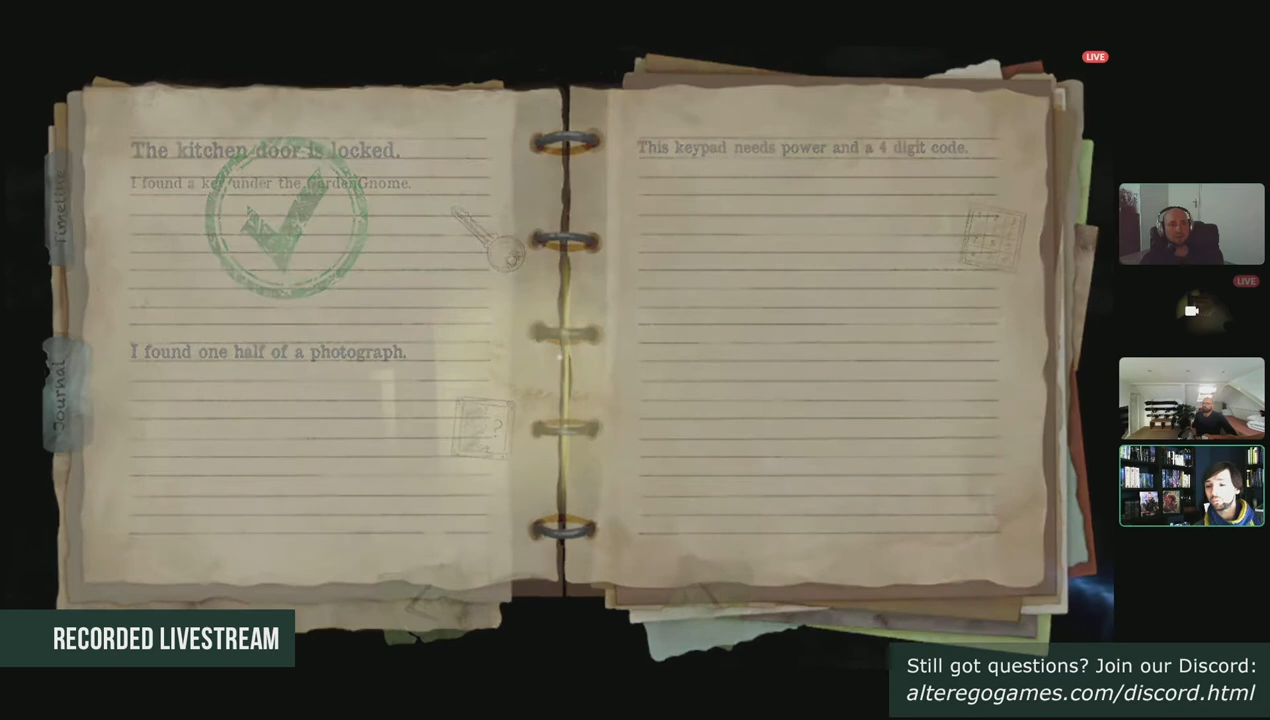 LIVE
The kitchen door is locked.
I found a key under the GardenGnome.
Timeline
I found one half of a photograph.
Journal
This keypad needs power and a 4 digit code.
LIVE
RECORDED LIVESTREAM
Still got questions? Join our Discord:
alteregogames.com/discord.html